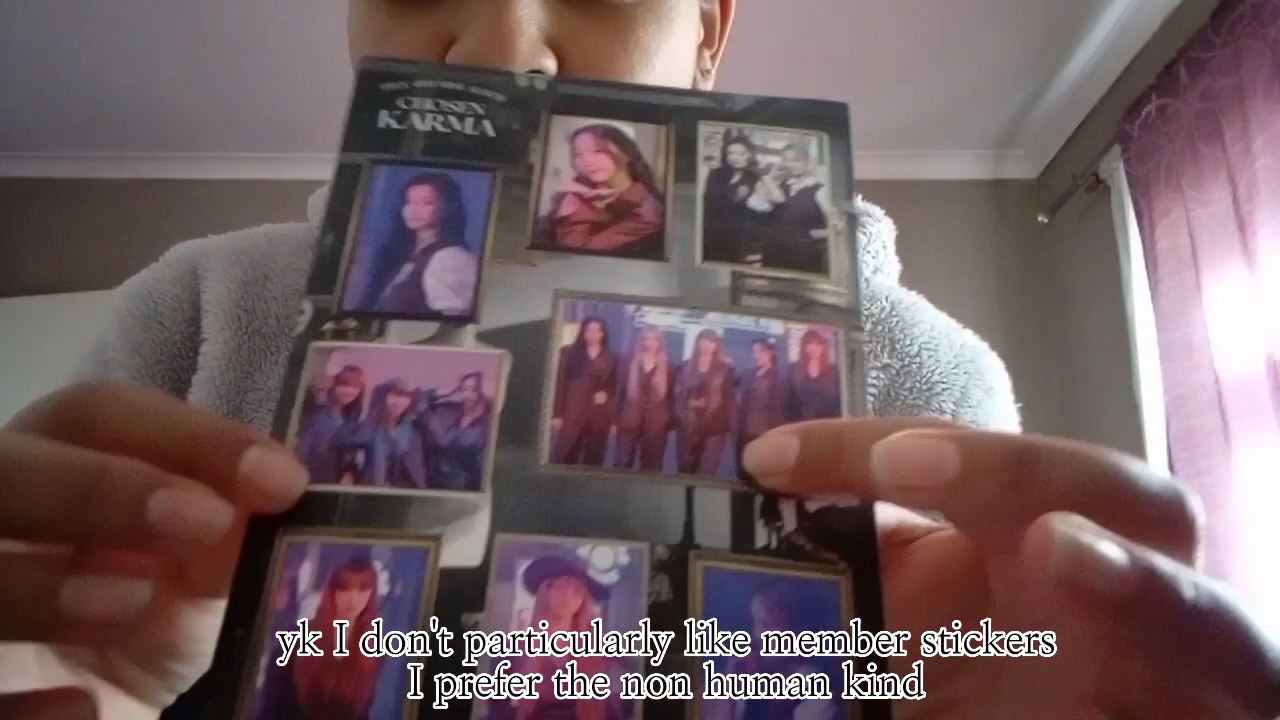 CHOSEN
KARMA
yk I don't particularly like member stickers
I prefer the non human kind